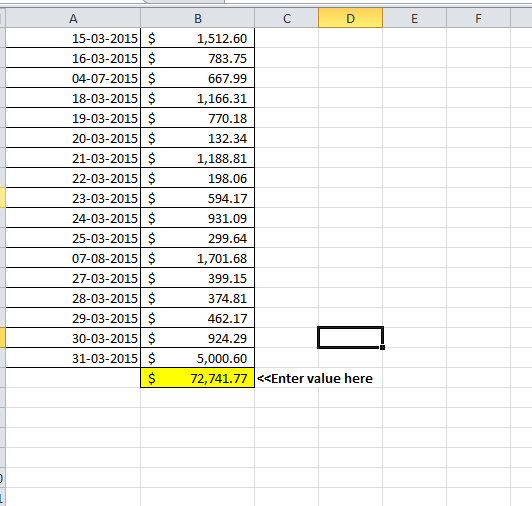 A B C D E F
15-03-2015 $ 1,512.60
16-03-2015 $ 783.75
04-07-2015 $ 667.99
18-03-2015 $ 1,166.31
19-03-2015 $ 770.18
20-03-2015 $ 132.34
21-03-2015 $ 1,188.81
22-03-2015 $ 198.06
23-03-2015 $ 594.17
24-03-2015 $ 931.09
25-03-2015 $ 299.64
07-08-2015 $ 1,701.68
27-03-2015 $ 399.15
28-03-2015 $ 374.81
29-03-2015 $ 462.17
30-03-2015 $ 924.29
31-03-2015 $ 5,000.60
$ 72,741.77 <<Enter value here